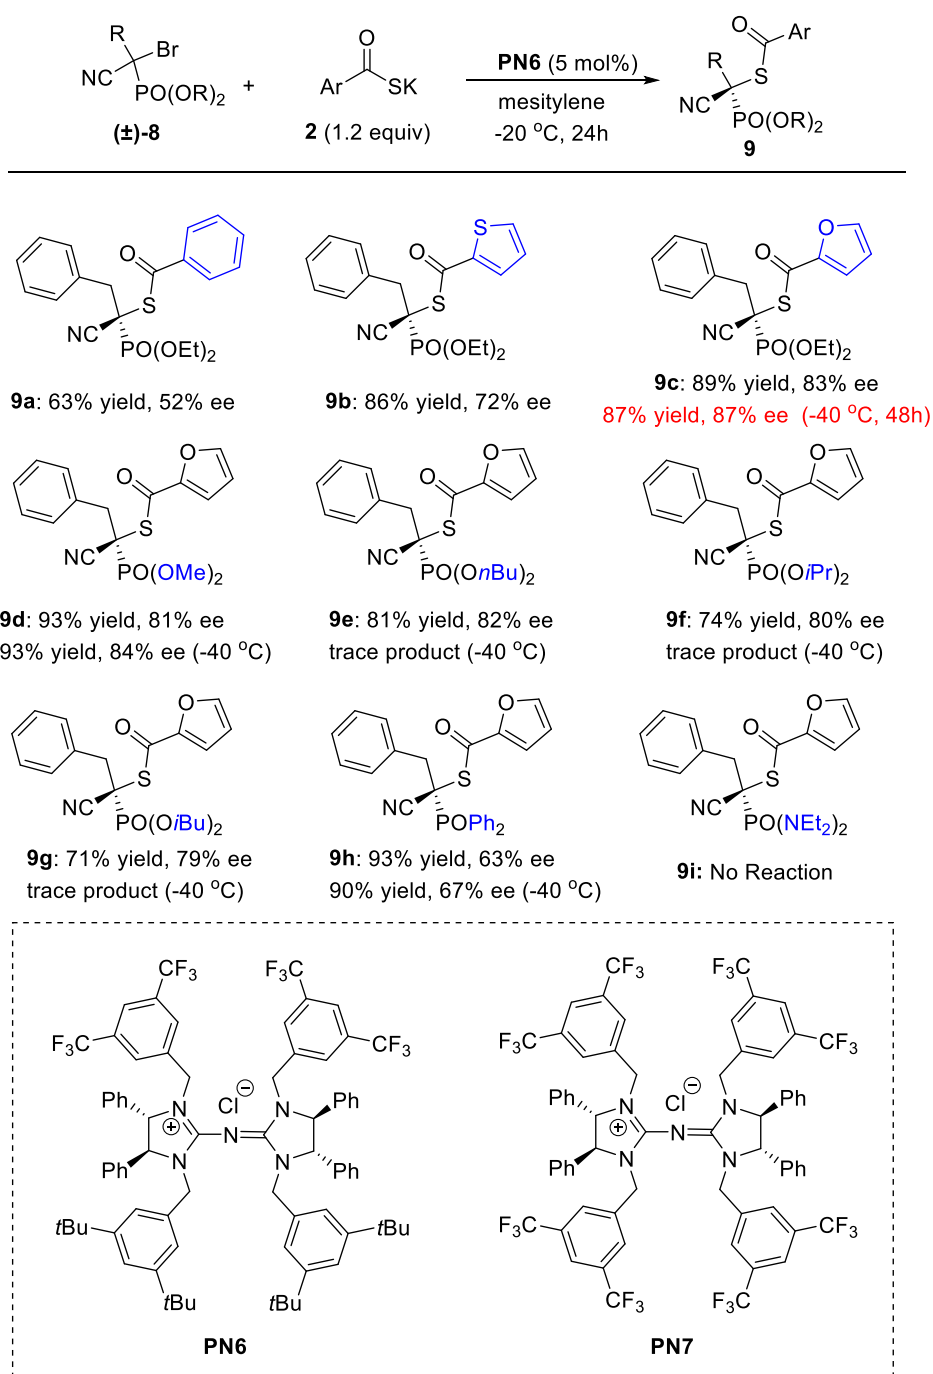 R
Br
NC
PO(OR)2
(±)-8
+
O
Ar
SK
2 (1.2 equiv)
PN6 (5 mol%)
mesitylene
-20 °C, 24h
O
Ar
R
S
NC
PO(OR)2
9
O
S
NC
PO(OEt)2
9a: 63% yield, 52% ee
O
S
S
NC
PO(OEt)2
9b: 86% yield, 72% ee
O
O
S
NC
PO(OEt)2
9c: 89% yield, 83% ee
87% yield, 87% ee (-40 °C, 48h)
O
O
S
NC
PO(OMe)2
9d: 93% yield, 81% ee
93% yield, 84% ee (-40 °C)
O
O
S
NC
PO(OnBu)2
9e: 81% yield, 82% ee
trace product (-40 °C)
O
O
S
NC
PO(OiPr)2
9f: 74% yield, 80% ee
trace product (-40 °C)
O
O
S
NC
PO(OiBu)2
9g: 71% yield, 79% ee
trace product (-40 °C)
O
O
S
NC
POPh2
9h: 93% yield, 63% ee
90% yield, 67% ee (-40 °C)
O
O
S
NC
PO(NEt2)2
9i: No Reaction
CF3
F3C
F3C
CF3
Cl −
Ph
N
N
Ph
+
N
Ph
N
N
Ph
tBu
tBu
tBu
tBu
PN6
CF3
F3C
F3C
CF3
Cl −
Ph
N
N
Ph
+
N
Ph
N
N
Ph
F3C
CF3
CF3
F3C
PN7